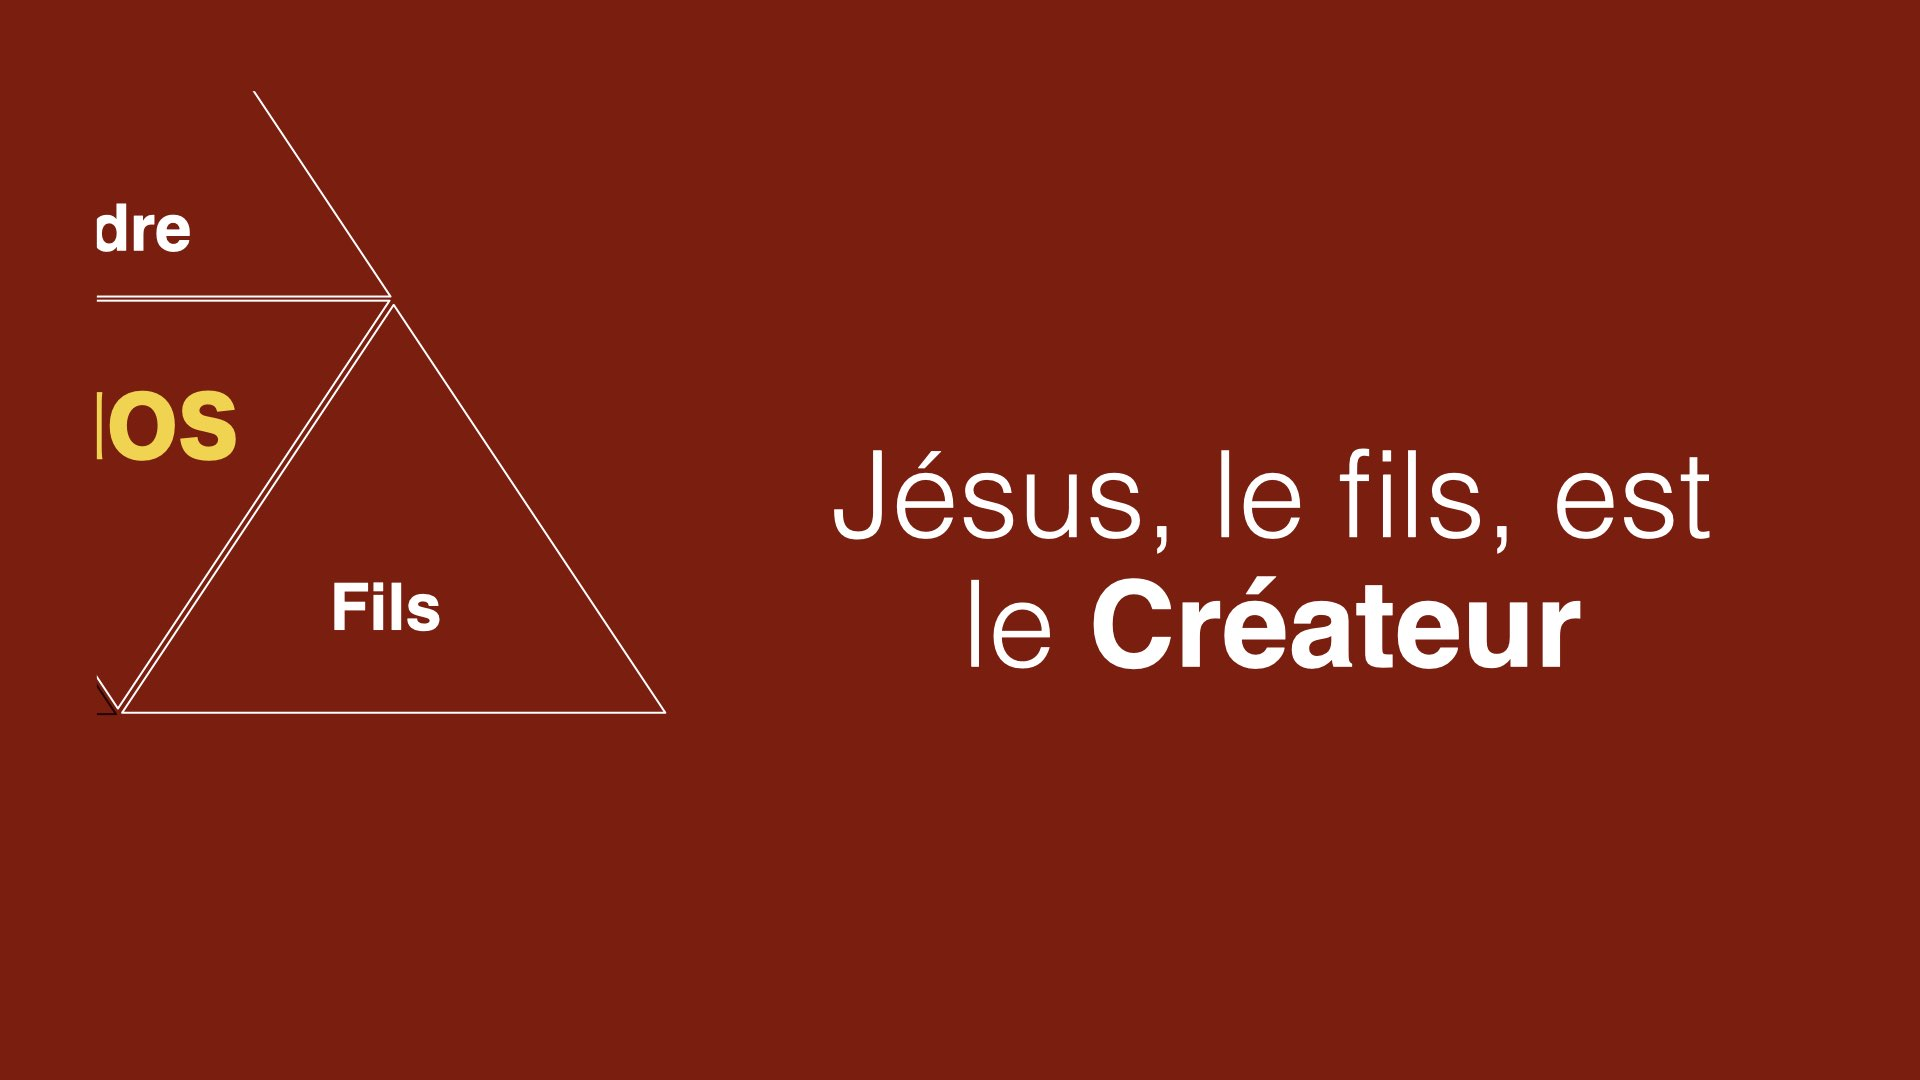 dre
os
Fils
Jésus, le fils, est
le Créateur